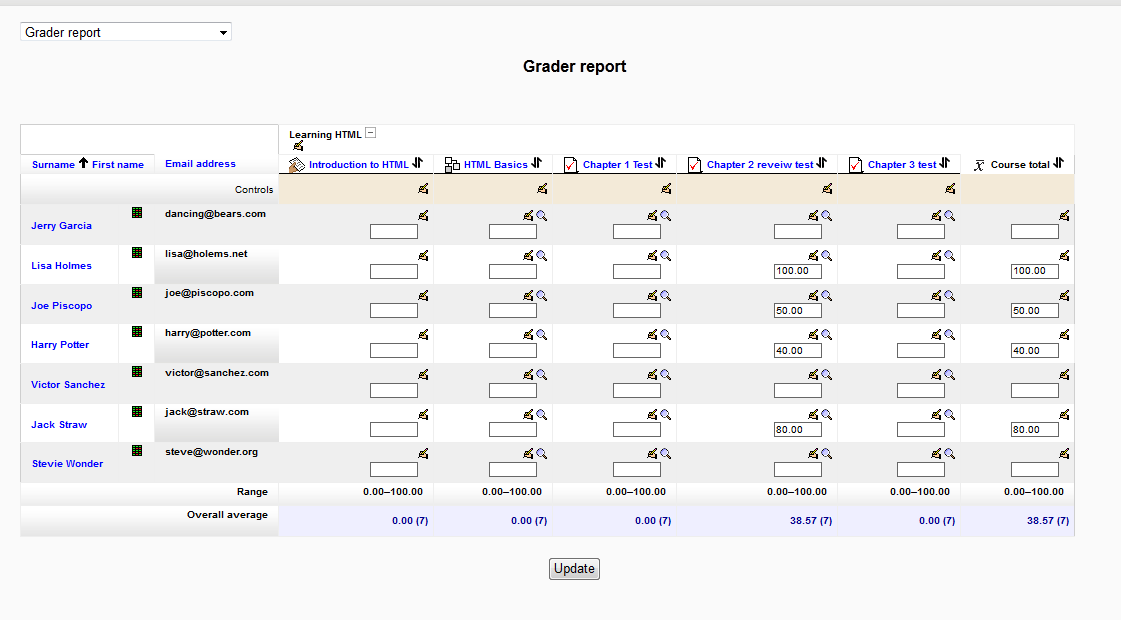 Grader report
Grader report
Learning HTML
Surname First name Email address Introduction to HTML HTML Basics Chapter 1 Test Chapter 2 reveiw test Chapter 3 test x̄ Course total
Controls
Jerry Garcia dancing@bears.com
Lisa Holmes lisa@holems.net 100.00 100.00
Joe Piscopo joe@piscopo.com 50.00 50.00
Harry Potter harry@potter.com 40.00 40.00
Victor Sanchez victor@sanchez.com
Jack Straw jack@straw.com 80.00 80.00
Stevie Wonder steve@wonder.org
Range 0.00–100.00 0.00–100.00 0.00–100.00 0.00–100.00 0.00–100.00 0.00–100.00
Overall average 0.00 (7) 0.00 (7) 0.00 (7) 38.57 (7) 0.00 (7) 38.57 (7)
Update